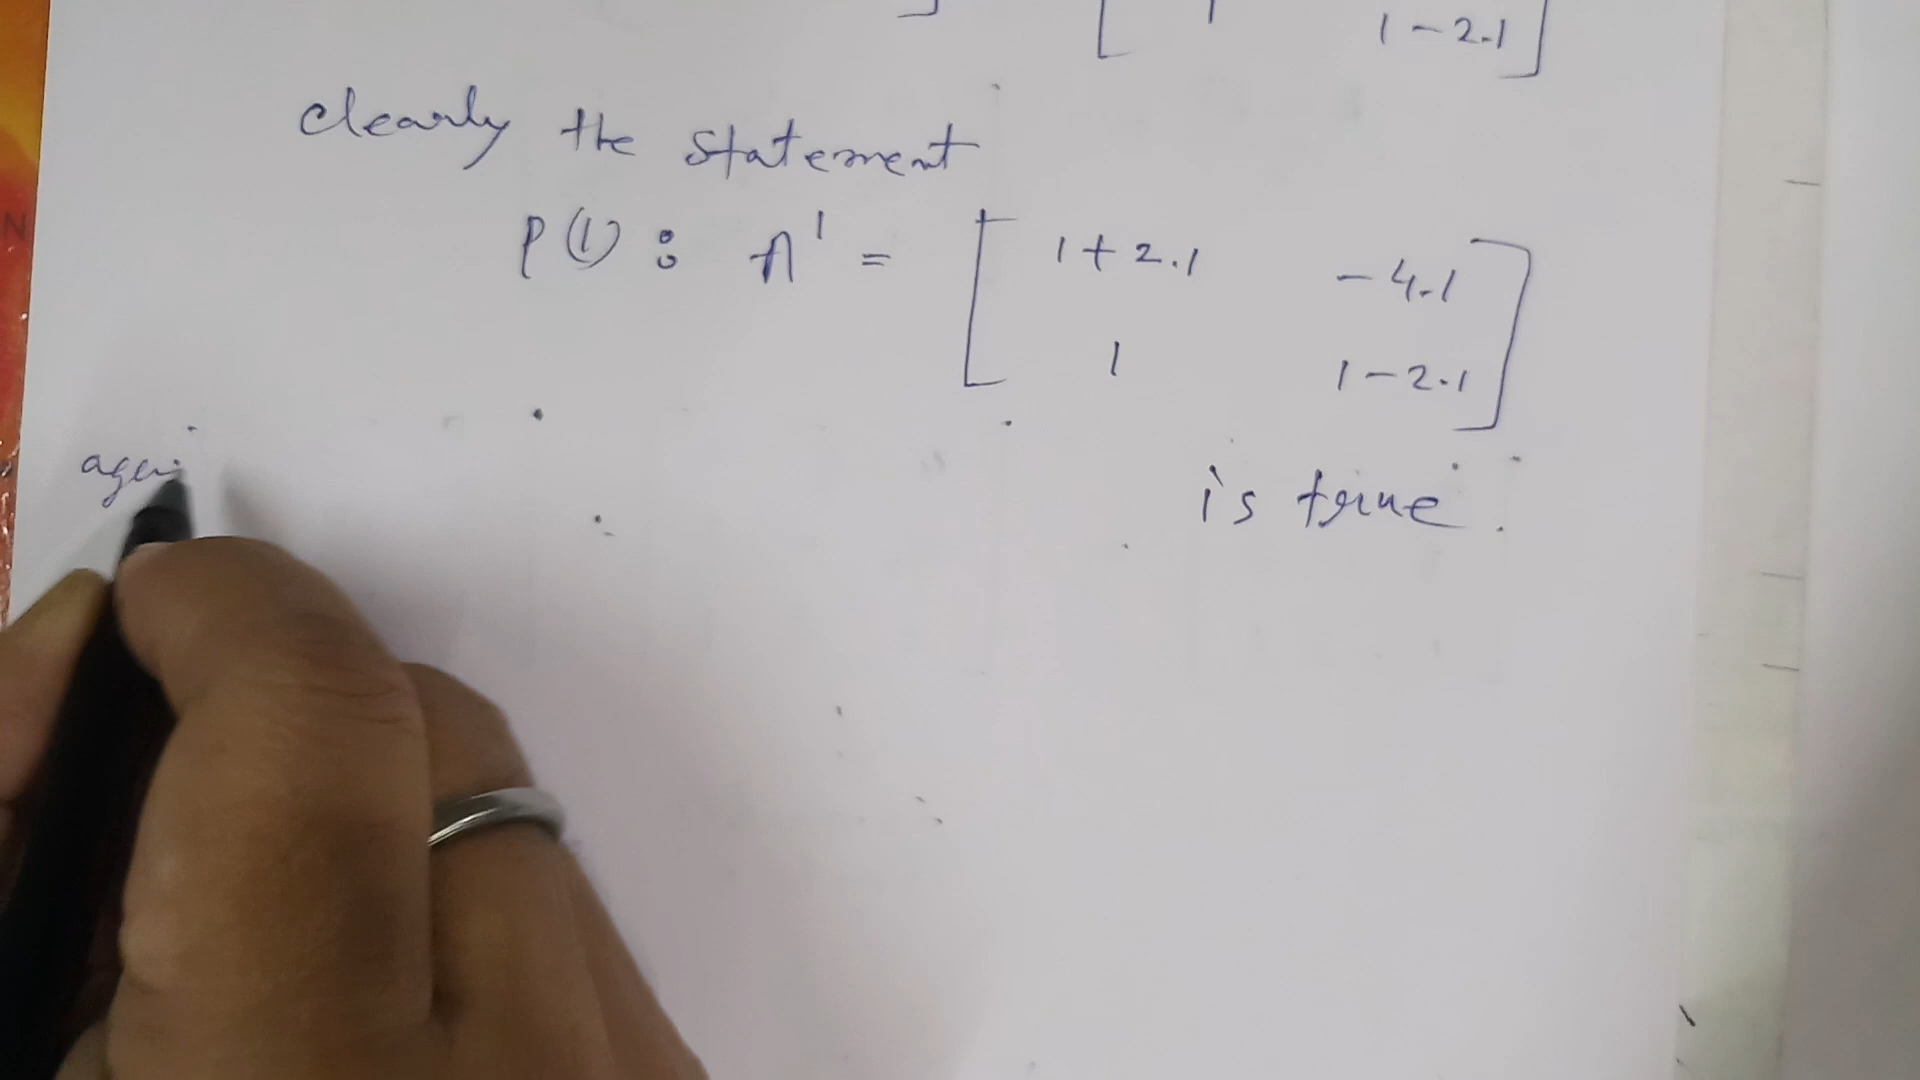 1 - 2.1
clearly the statement
P(1) : A¹ = [ 1 + 2.1 - 4.1
1 1 - 2.1 ]
is true.
agai